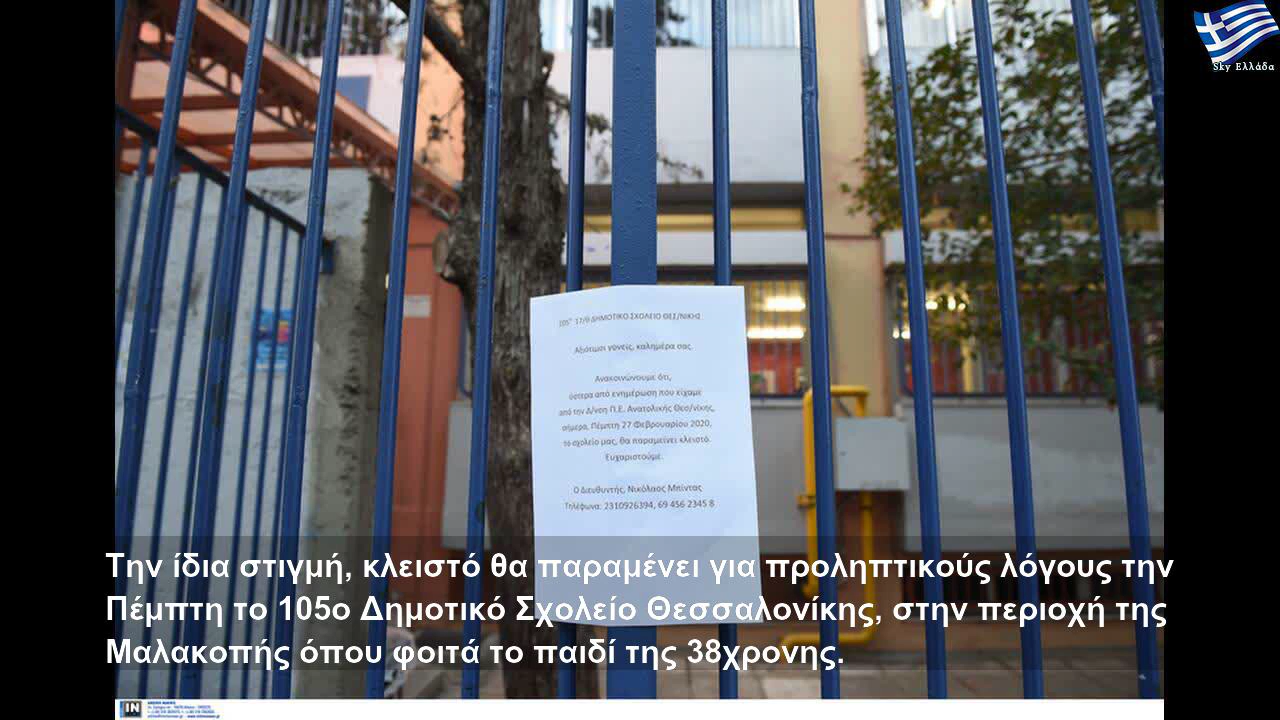 Sky Ελλάδα
105° 17/θ ΔΗΜΟΤΙΚΟ ΣΧΟΛΕΙΟ ΘΕΣ/ΝΙΚΗΣ
Αξιότιμοι γονείς, καλημέρα σας.
Ανακοινώνουμε ότι,
ύστερα από ενημέρωση που είχαμε
από την Δ/νση Π.Ε. Ανατολικής Θεσ/νίκης,
σήμερα, Πέμπτη 27 Φεβρουαρίου 2020,
το σχολείο μας, θα παραμείνει κλειστό.
Ευχαριστούμε.
Ο Διευθυντής, Νικόλαος Μπίντας
Τηλέφωνα: 2310926394, 69 456 2345 8
Την ίδια στιγμή, κλειστό θα παραμένει για προληπτικούς λόγους την
Πέμπτη το 105ο Δημοτικό Σχολείο Θεσσαλονίκης, στην περιοχή της
Μαλακοπής όπου φοιτά το παιδί της 38χρονης.
IN